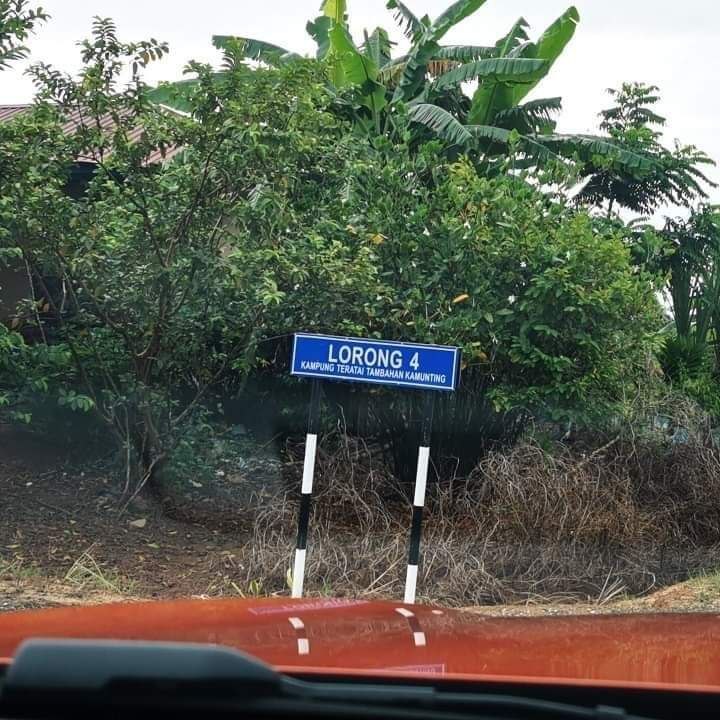 LORONG 4
KAMPUNG TERATAI TAMBAHAN KAMUNTING